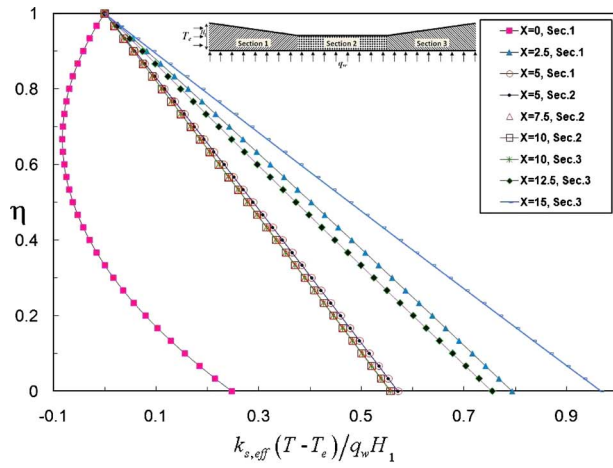 1
0.8
0.6
0.4
0.2
0
η
-0.1
0.1
0.3
0.5
0.7
0.9
k_{s,eff}(T-T_e)/q_wH_1
T_e
Section 1
Section 2
Section 3
q_w
X=0, Sec.1
X=2.5, Sec.1
X=5, Sec.1
X=5, Sec.2
X=7.5, Sec.2
X=10, Sec.2
X=10, Sec.3
X=12.5, Sec.3
X=15, Sec.3